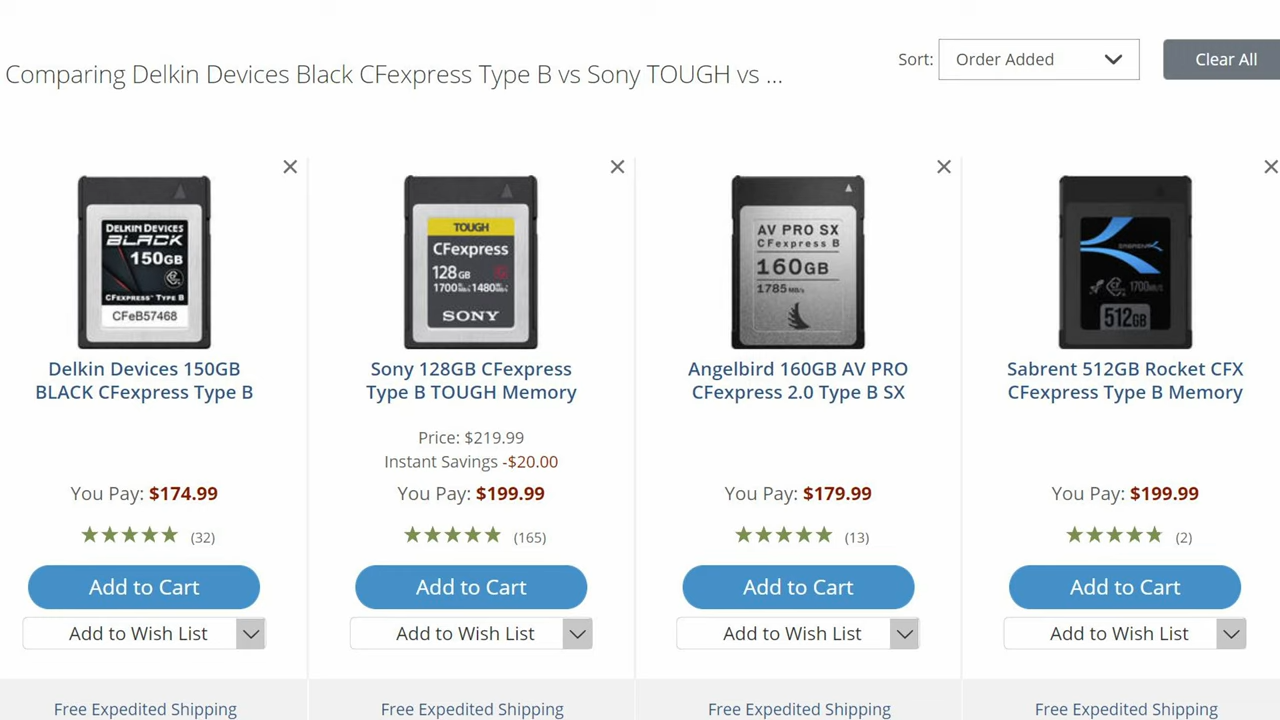 Sort:
Order Added
Clear All
Comparing Delkin Devices Black CFexpress Type B vs Sony TOUGH vs ...
DELKIN DEVICES
BLACK
150GB
CFEXPRESS™ TYPE B
CFeB57468
TOUGH
CFexpress
128GB
1700MB/s 1480MB/s
SONY
AV PRO SX
CFexpress B
160GB
1785MB/s
SABRENT
1700MB/s
512GB
Delkin Devices 150GB
BLACK CFexpress Type B
Sony 128GB CFexpress
Type B TOUGH Memory
Angelbird 160GB AV PRO
CFexpress 2.0 Type B SX
Sabrent 512GB Rocket CFX
CFexpress Type B Memory
Price: $219.99
Instant Savings -$20.00
You Pay: $174.99
You Pay: $199.99
You Pay: $179.99
You Pay: $199.99
(32)
(165)
(13)
(2)
Add to Cart
Add to Cart
Add to Cart
Add to Cart
Add to Wish List
Add to Wish List
Add to Wish List
Add to Wish List
Free Expedited Shipping
Free Expedited Shipping
Free Expedited Shipping
Free Expedited Shipping